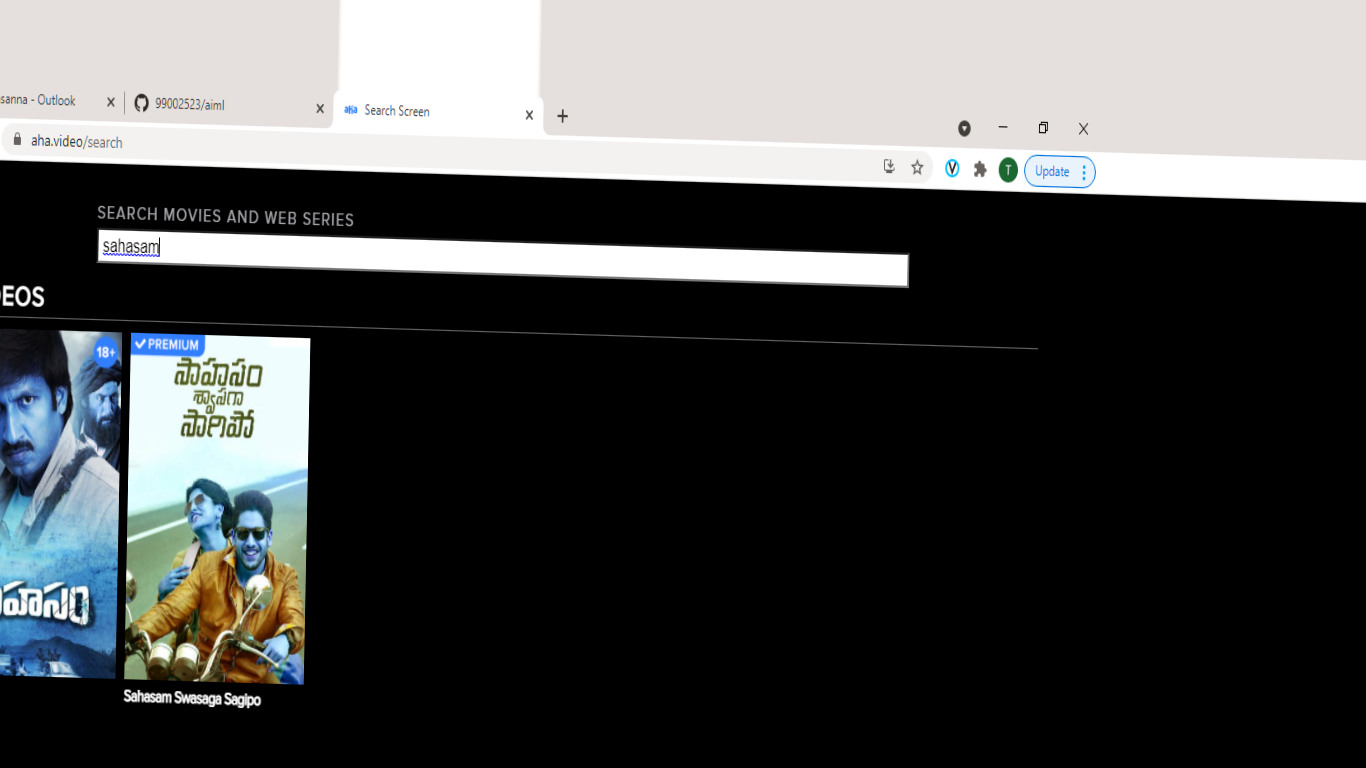 sanna - Outlook
99002523/aiml
aha
Search Screen
aha.video/search
T
Update
SEARCH MOVIES AND WEB SERIES
sahasam
DEOS
18+
PREMIUM
సాహసం
శ్వాసగా
సాగిపో
హసం
Sahasam Swasaga Sagipo